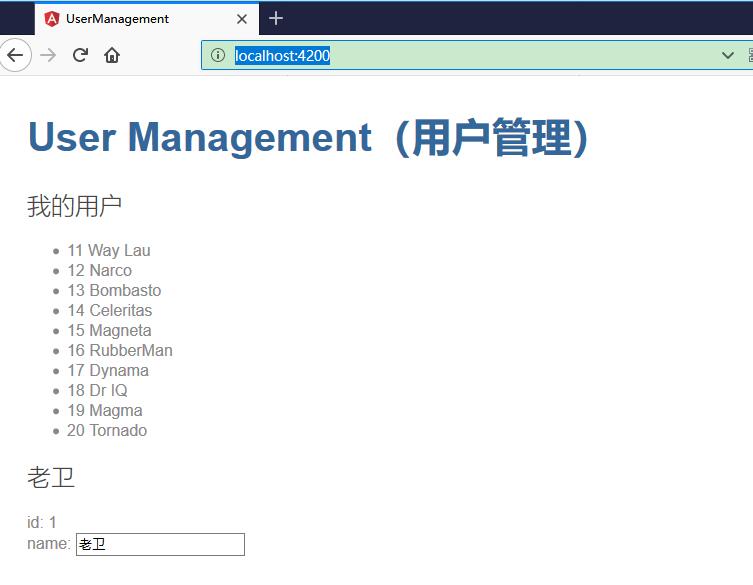 UserManagement
localhost:4200
User Management（用户管理）
我的用户
11 Way Lau
12 Narco
13 Bombasto
14 Celeritas
15 Magneta
16 RubberMan
17 Dynama
18 Dr IQ
19 Magma
20 Tornado
老卫
id: 1
name: 老卫